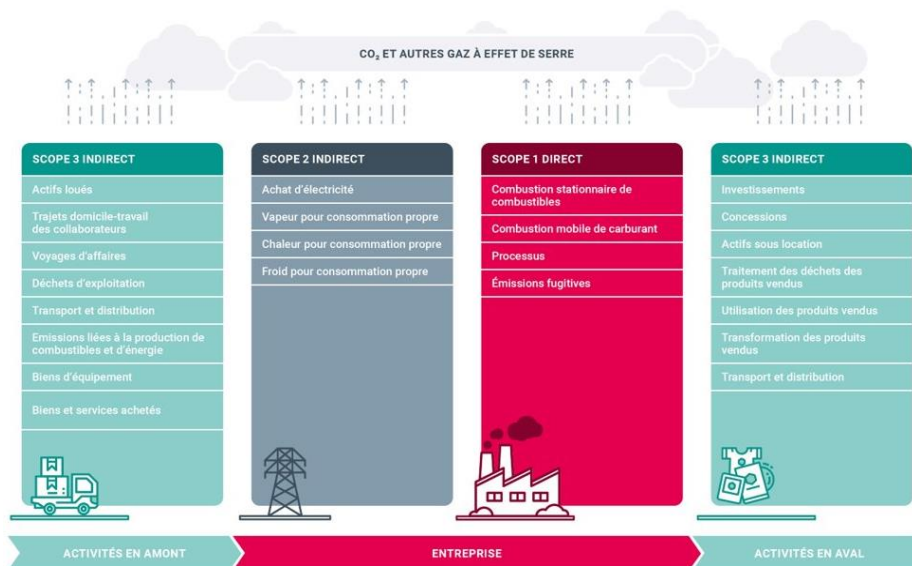 CO₂ ET AUTRES GAZ À EFFET DE SERRE
SCOPE 3 INDIRECT
Actifs loués
Trajets domicile-travail
des collaborateurs
Voyages d'affaires
Déchets d'exploitation
Transport et distribution
Emissions liées à la production de
combustibles et d'énergie
Biens d'équipement
Biens et services achetés
SCOPE 2 INDIRECT
Achat d'électricité
Vapeur pour consommation propre
Chaleur pour consommation propre
Froid pour consommation propre
SCOPE 1 DIRECT
Combustion stationnaire de
combustibles
Combustion mobile de carburant
Processus
Émissions fugitives
SCOPE 3 INDIRECT
Investissements
Concessions
Actifs sous location
Traitement des déchets des
produits vendus
Utilisation des produits vendus
Transformation des produits
vendus
Transport et distribution
ACTIVITÉS EN AMONT
ENTREPRISE
ACTIVITÉS EN AVAL